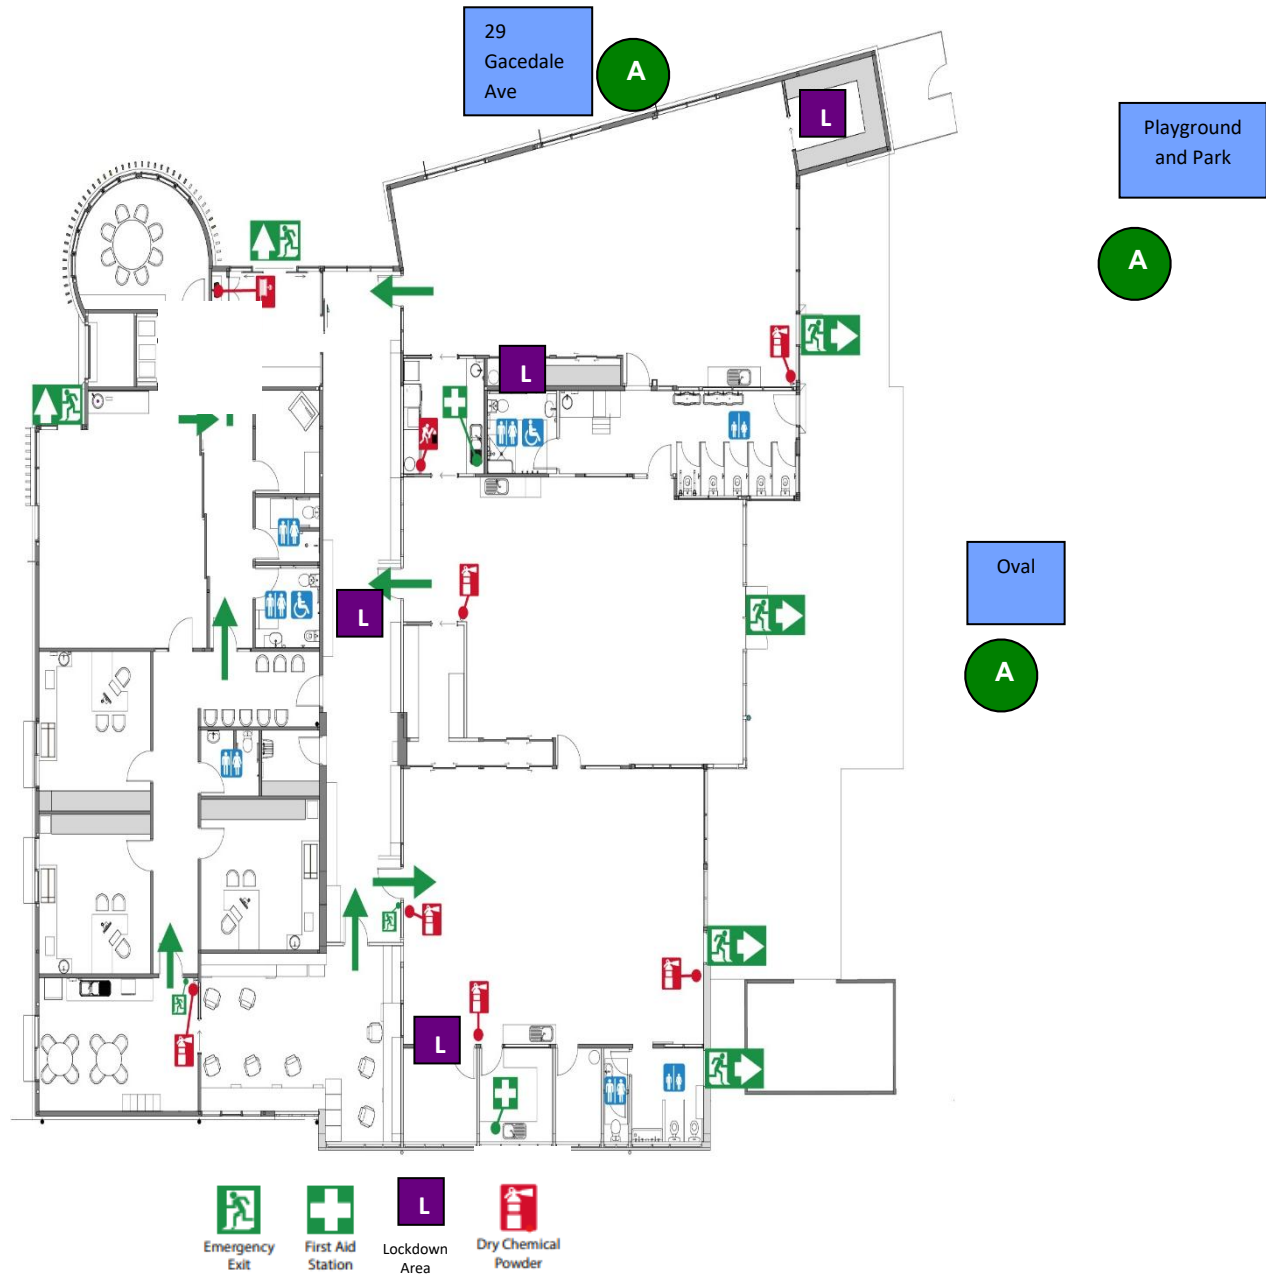 29
Gacedale
Ave
A
L
Playground
and Park
A
L
Oval
L
A
L
L
Emergency
Exit
First Aid
Station
Lockdown
Area
Dry Chemical
Powder